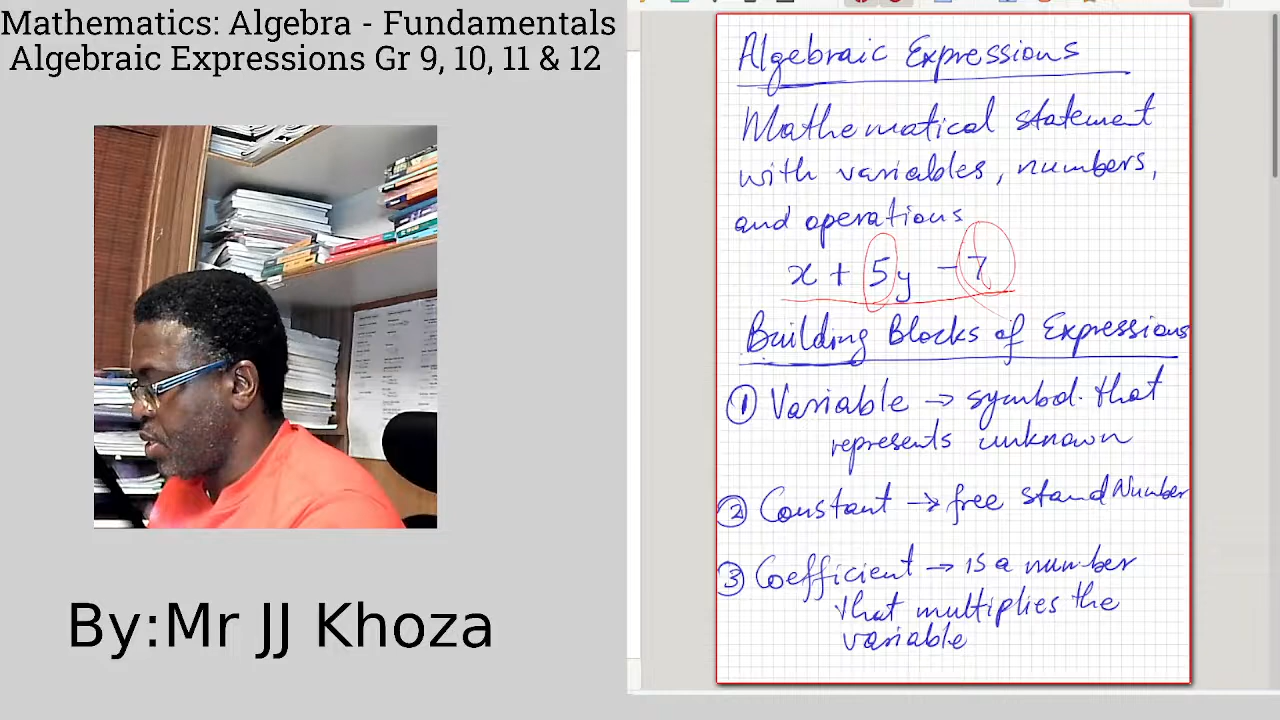 Mathematics: Algebra - Fundamentals
Algebraic Expressions Gr 9, 10, 11 & 12
By:Mr JJ Khoza
Algebraic Expressions
Mathematical statement
with variables, numbers,
and operations
x + 5y - 7
Building Blocks of Expressions
① Variable → symbol. that
represents unknown
② Constant → free stand Number
③ Coefficient → is a number
that multiplies the
variable